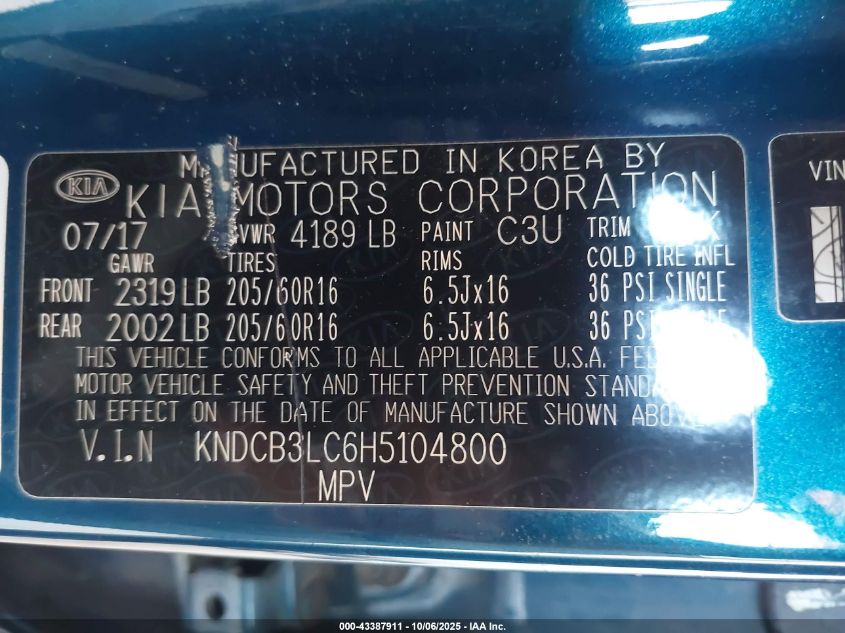 MANUFACTURED IN KOREA BY
KIA
KIA MOTORS CORPORATION
07/17 GVWR 4189 LB PAINT C3U TRIM
GAWR TIRES RIMS COLD TIRE INFL
FRONT 2319 LB 205/60R16 6.5Jx16 36 PSI SINGLE
REAR 2002 LB 205/60R16 6.5Jx16 36 PSI SINGLE
THIS VEHICLE CONFORMS TO ALL APPLICABLE U.S.A.
MOTOR VEHICLE SAFETY AND THEFT PREVENTION
IN EFFECT ON THE DATE OF MANUFACTURE SHOWN ABOVE
V.I.N KNDCB3LC6H5104800
MPV
VIN
000-43387911 - 10/06/2025 - IAA Inc.